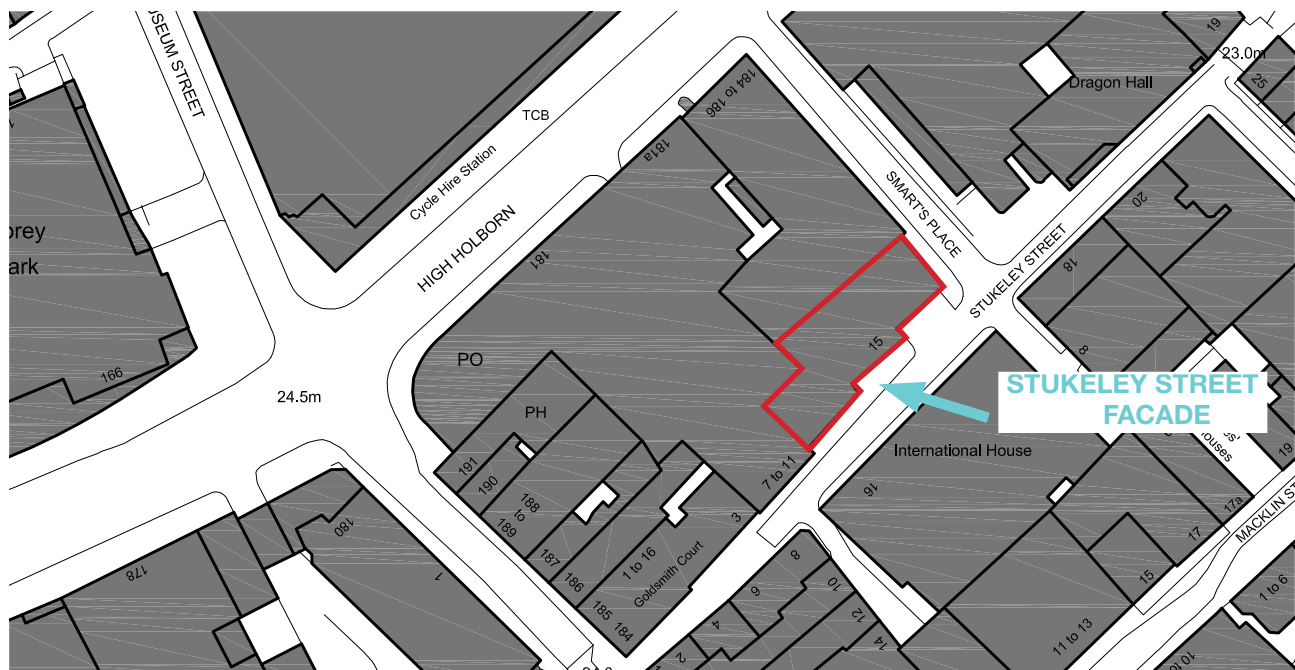 USEUM STREET
TCB
Cycle Hire Station
HIGH HOLBORN
184 to 186
181a
181
19
23.0m
25
Dragon Hall
SMART'S PLACE
STUKELEY STREET
20
18
8
orey
ark
166
24.5m
PO
PH
15
STUKELEY STREET
FACADE
International House
16
191
190
188
to
189
187
186
185
184
1 to 16
Goldsmith Court
3
7 to 11
178
180
1
2
4
6
8
10
12
14
11 to 13
15
17
17a
19
ouses
MACKLIN ST
1 to 6